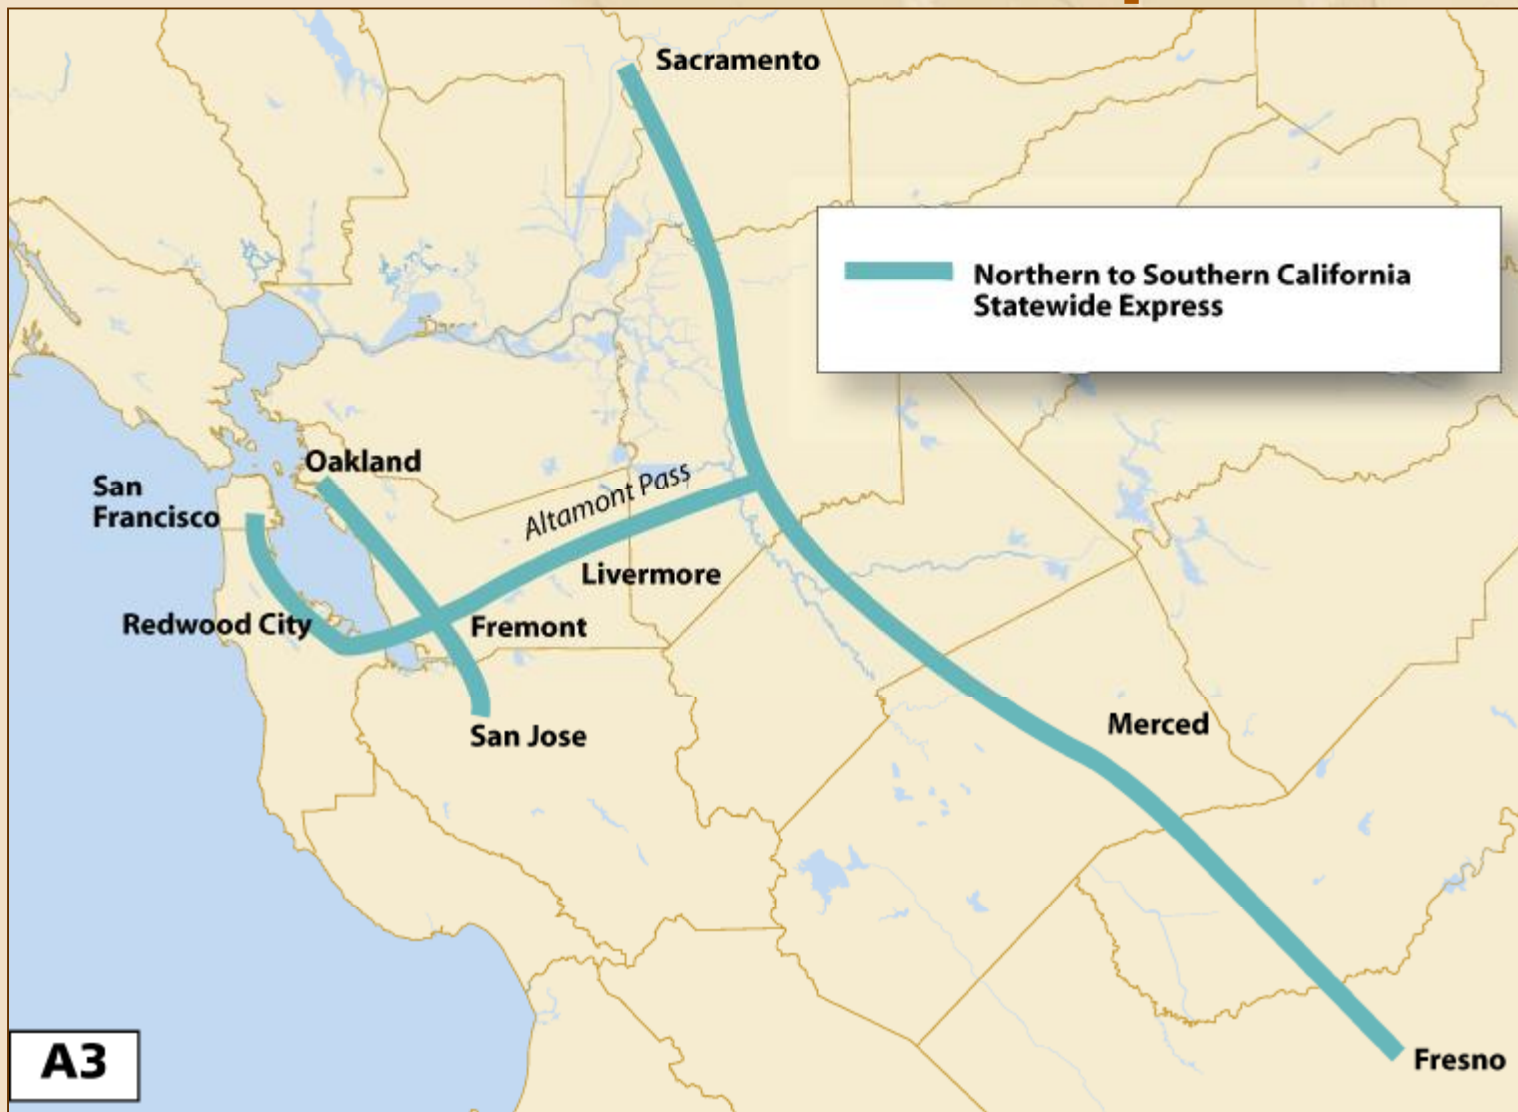 Sacramento
Northern to Southern California
Statewide Express
Oakland
San
Francisco
Altamont Pass
Livermore
Redwood City
Fremont
San Jose
Merced
A3
Fresno